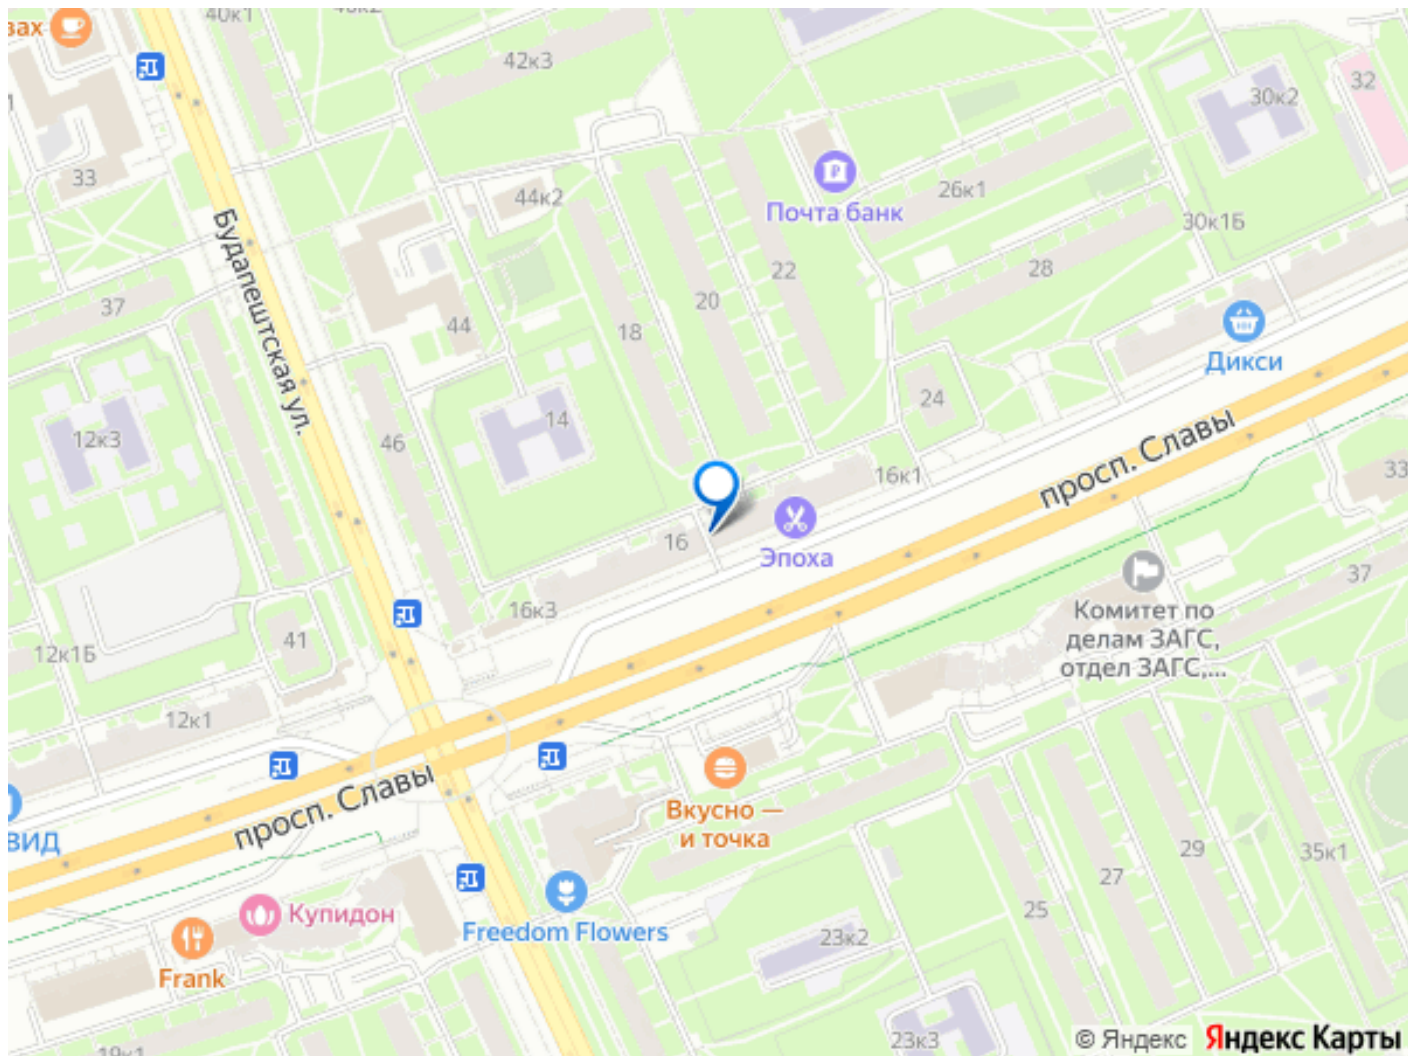 40к1
42к3
30к2
32
33
44к2
Почта банк
26к1
30к1Б
Будапештская ул.
37
44
18
20
22
28
Дикси
12к3
46
14
24
просп. Славы
16к1
33
16
Эпоха
37
16к3
Комитет по
делам ЗАГС,
отдел ЗАГС,...
41
12к1Б
12к1
просп. Славы
ВИД
Вкусно —
и точка
29
35к1
27
25
Купидон
Freedom Flowers
23к2
Frank
23к3
19к1
© Яндекс
Яндекс Карты